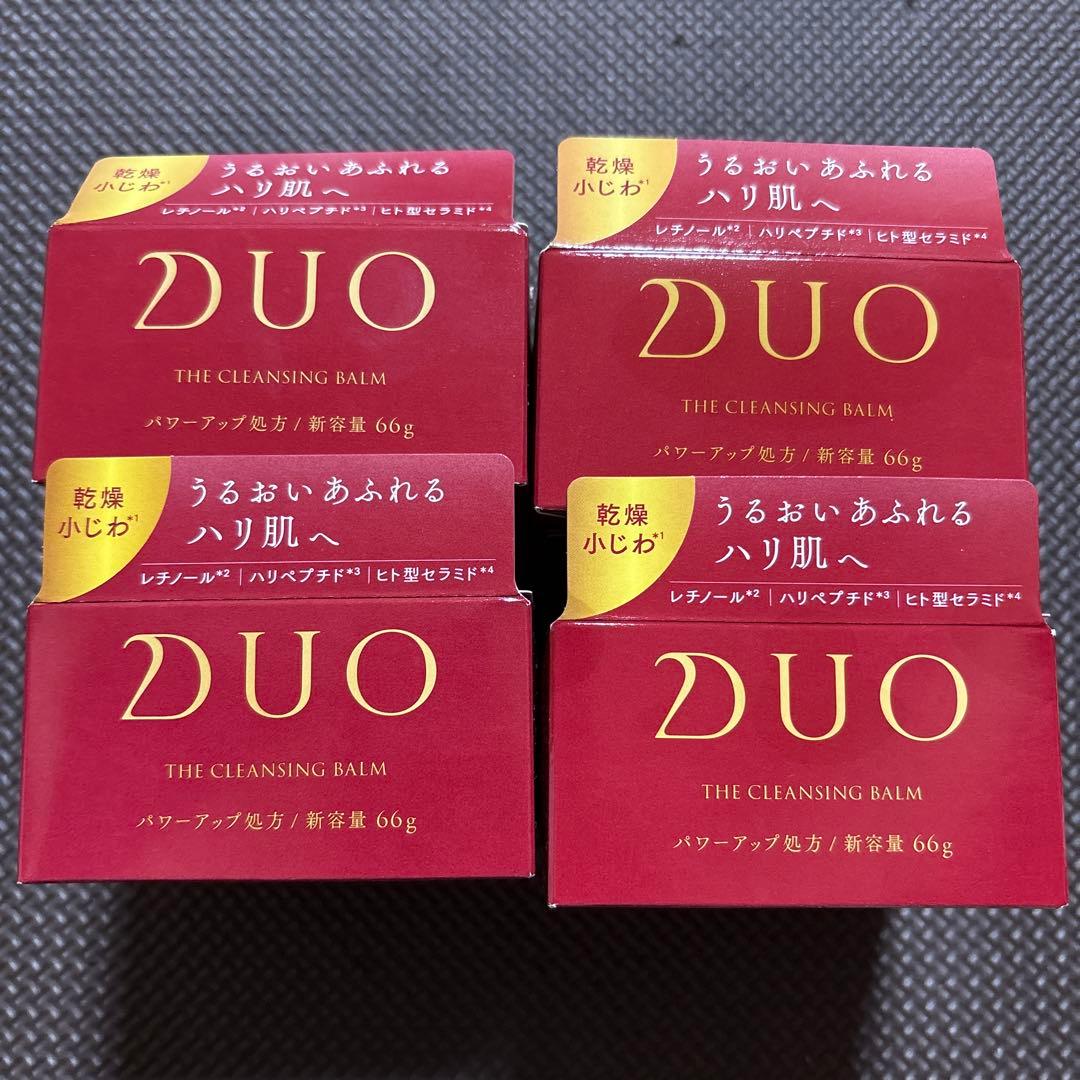 乾燥
小じわ*1
うるおいあふれる
ハリ肌へ
レチノール*2 | ハリペプチド*3 | ヒト型セラミド*4
DUO
THE CLEANSING BALM
パワーアップ処方 / 新容量 66g
乾燥
小じわ*1
うるおいあふれる
ハリ肌へ
レチノール*2 | ハリペプチド*3 | ヒト型セラミド*4
DUO
THE CLEANSING BALM
パワーアップ処方 / 新容量 66g
乾燥
小じわ*1
うるおいあふれる
ハリ肌へ
レチノール*2 | ハリペプチド*3 | ヒト型セラミド*4
DUO
THE CLEANSING BALM
パワーアップ処方 / 新容量 66g
乾燥
小じわ*1
うるおいあふれる
ハリ肌へ
レチノール*2 | ハリペプチド*3 | ヒト型セラミド*4
DUO
THE CLEANSING BALM
パワーアップ処方 / 新容量 66g